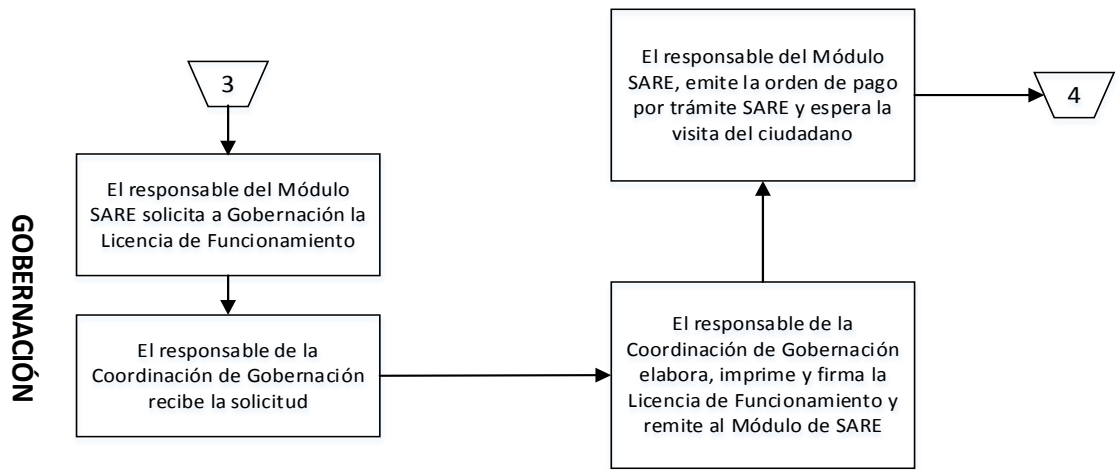 GOBERNACIÓN
3
El responsable del Módulo
SARE solicita a Gobernación la
Licencia de Funcionamiento
El responsable de la
Coordinación de Gobernación
recibe la solicitud
El responsable de la
Coordinación de Gobernación
elabora, imprime y firma la
Licencia de Funcionamiento y
remite al Módulo de SARE
El responsable del Módulo
SARE, emite la orden de pago
por trámite SARE y espera la
visita del ciudadano
4